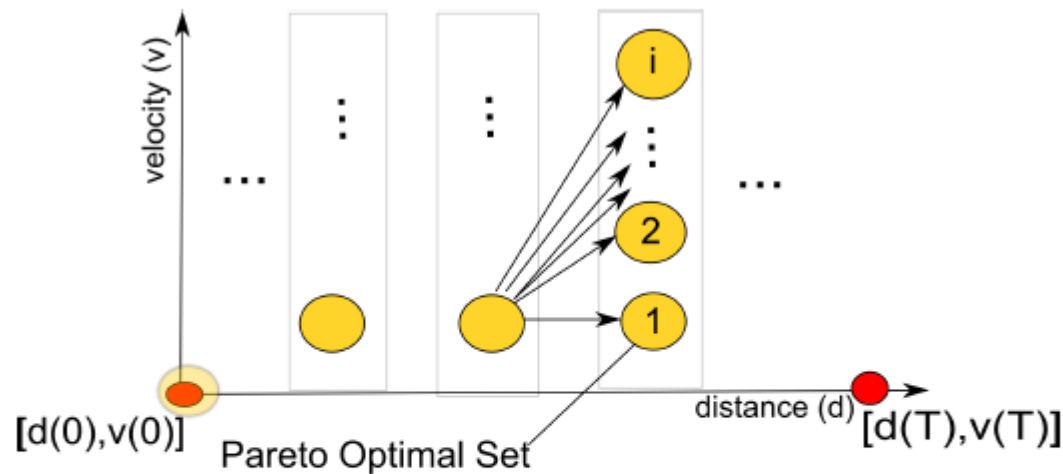 velocity (v)
i
2
1
distance (d)
[d(0),v(0)]
[d(T),v(T)]
Pareto Optimal Set